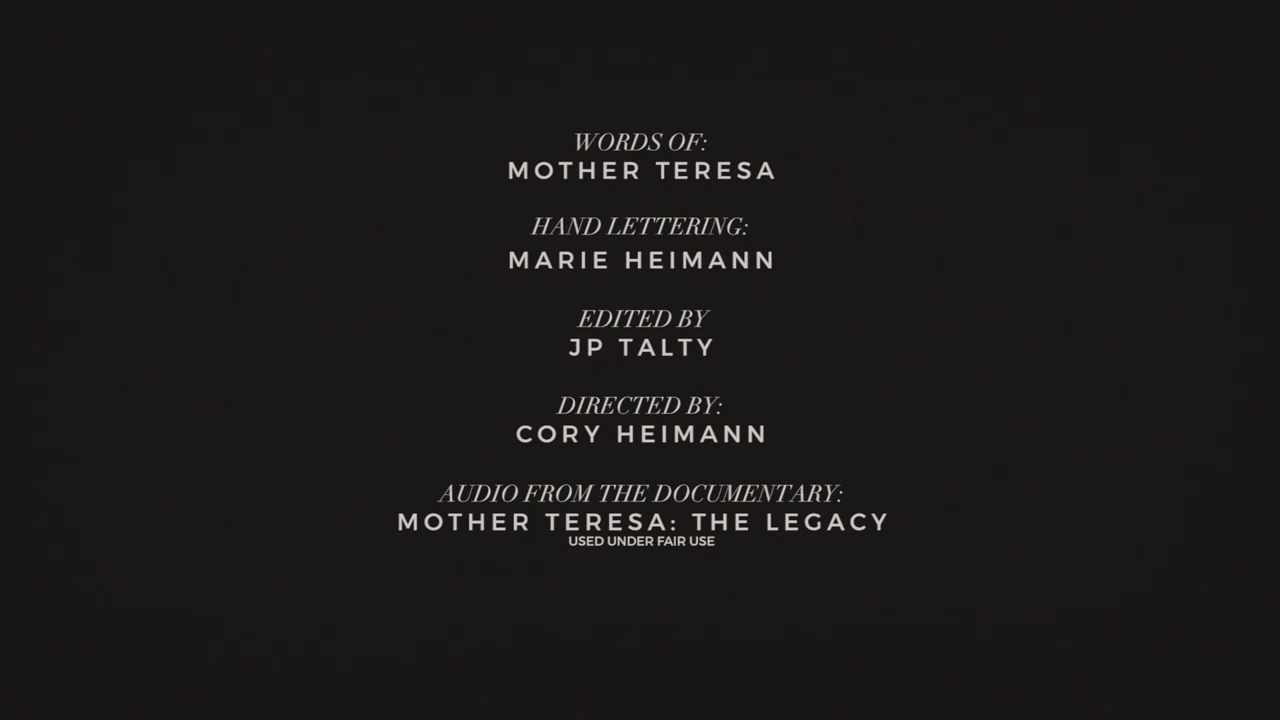 WORDS OF:
MOTHER TERESA
HAND LETTERING:
MARIE HEIMANN
EDITED BY
JP TALTY
DIRECTED BY:
CORY HEIMANN
AUDIO FROM THE DOCUMENTARY:
MOTHER TERESA: THE LEGACY
USED UNDER FAIR USE